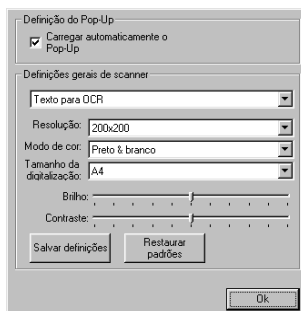 Definição do Pop-Up
Carregar automaticamente o
Pop-Up
Definições gerais de scanner
Texto para OCR
Resolução: 200x200
Modo de cor: Preto & branco
Tamanho da
digitalização: A4
Brilho:
Contraste:
Salvar definições
Restaurar
padrões
Ok